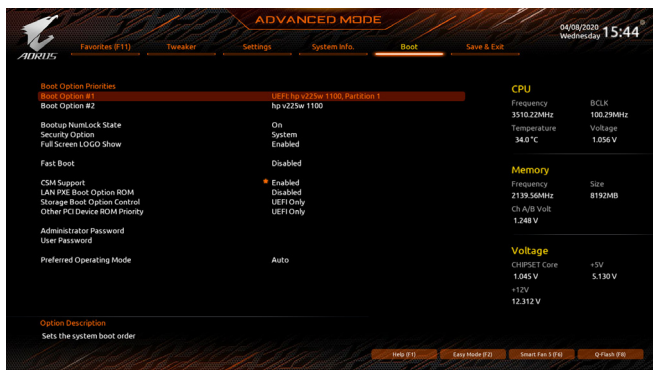 ADVANCED MODE
04/08/2020 15:44
Wednesday
AORUS
Favorites (F11) Tweaker Settings System Info. Boot Save & Exit
Boot Option Priorities
Boot Option #1 UEFI: hp v225w 1100, Partition 1
Boot Option #2 hp v225w 1100
Bootup NumLock State On
Security Option System
Full Screen LOGO Show Enabled
Fast Boot Disabled
CSM Support Enabled
LAN PXE Boot Option ROM Disabled
Storage Boot Option Control UEFI Only
Other PCI Device ROM Priority UEFI Only
Administrator Password
User Password
Preferred Operating Mode Auto
CPU
Frequency BCLK
3510.22MHz 100.29MHz
Temperature Voltage
34.0 °C 1.056 V
Memory
Frequency Size
2139.56MHz 8192MB
Ch A/B Volt
1.248 V
Voltage
CHIPSET Core +5V
1.045 V 5.130 V
+12V
12.312 V
Option Description
Sets the system boot order
Help (F1) Easy Mode (F2) Smart Fan 5 (F6) Q-Flash (F8)